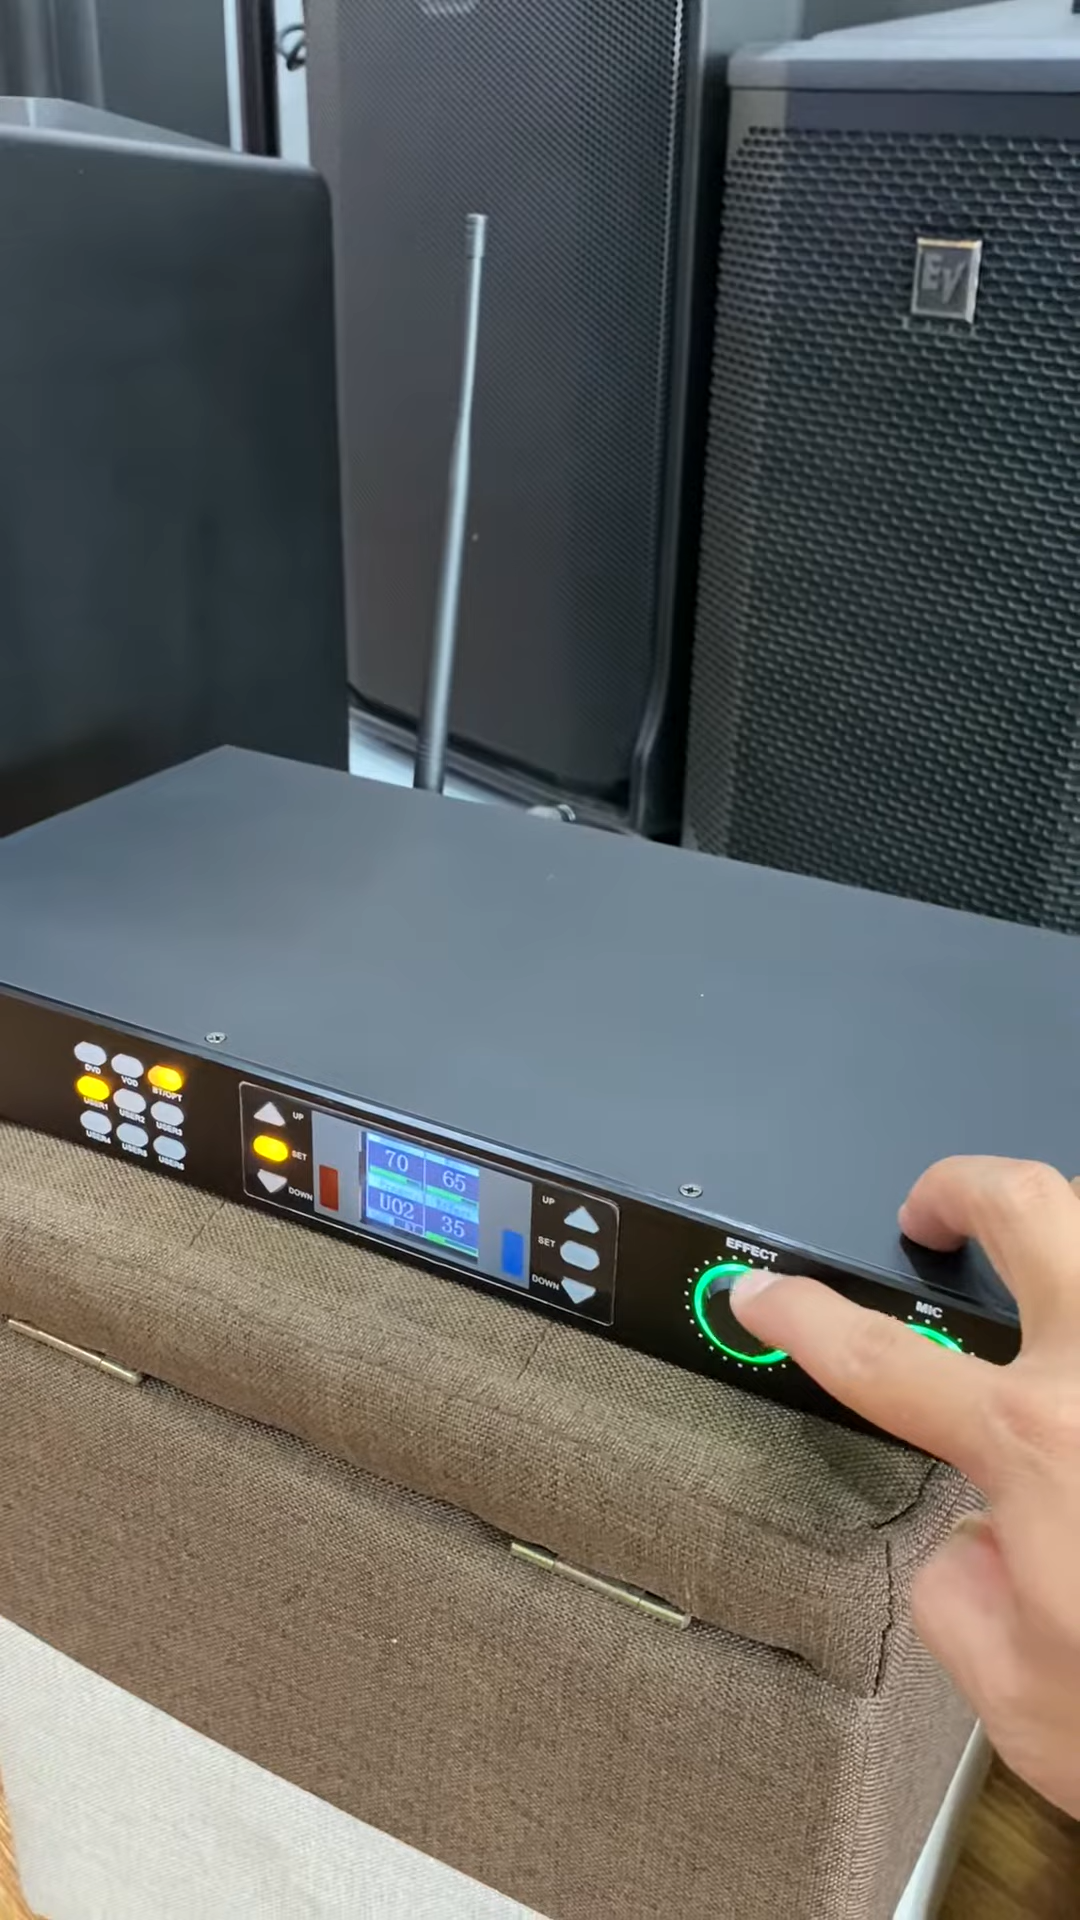 EV
DVD
VOD
BT/OPT
USER1
USER2
USER3
USER4
USER5
USER6
UP
SET
DOWN
70
65
U02
35
UP
SET
DOWN
EFFECT
MIC